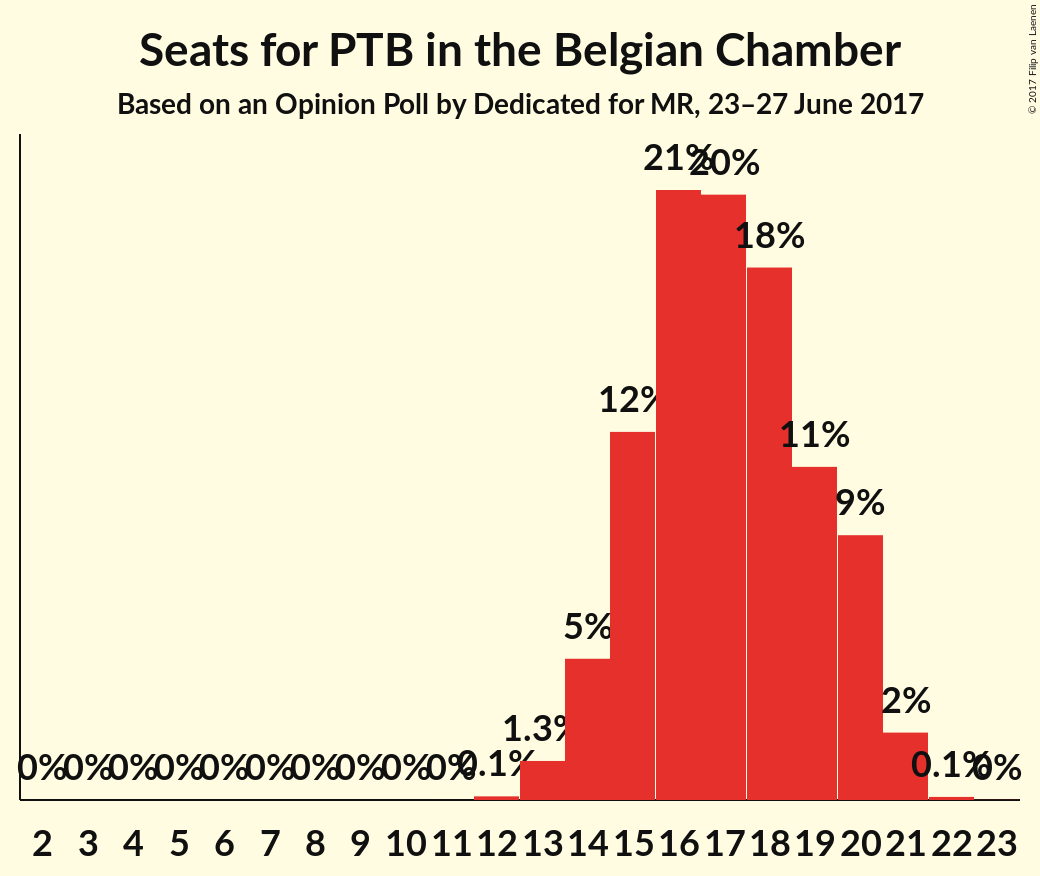 Seats for PTB in the Belgian Chamber
Based on an Opinion Poll by Dedicated for MR, 23–27 June 2017
© 2017 Filip van Laenen
21% 20%
18%
12%
11%
9%
5%
2%
1.3%
0% 0% 0% 0% 0% 0% 0% 0% 0% 0% 0.1% 0.1% 0%
2 3 4 5 6 7 8 9 10 11 12 13 14 15 16 17 18 19 20 21 22 23